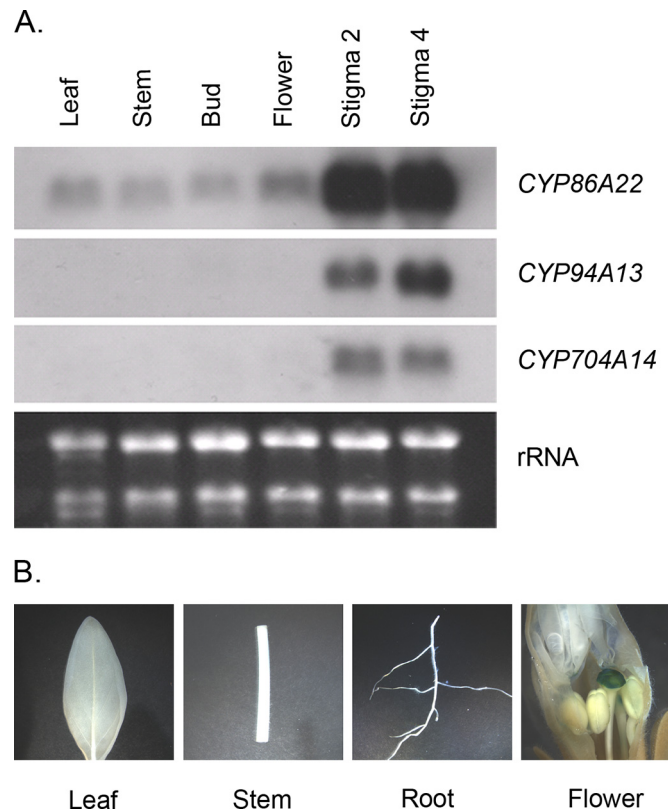 A.
Leaf
Stem
Bud
Flower
Stigma 2
Stigma 4
CYP86A22
CYP94A13
CYP704A14
rRNA
B.
Leaf
Stem
Root
Flower